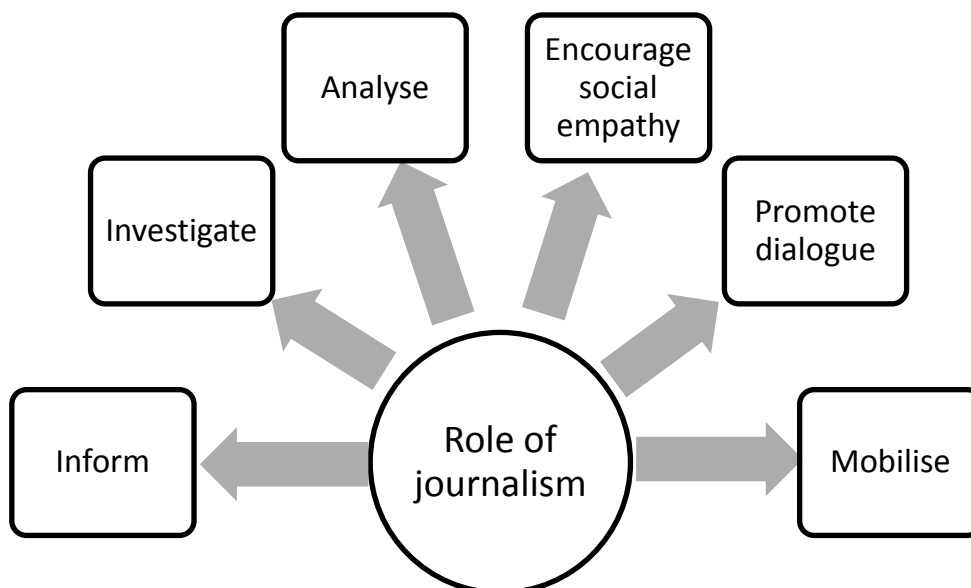 Encourage
social
empathy
Analyse
Investigate
Promote
dialogue
Inform
Role of
journalism
Mobilise